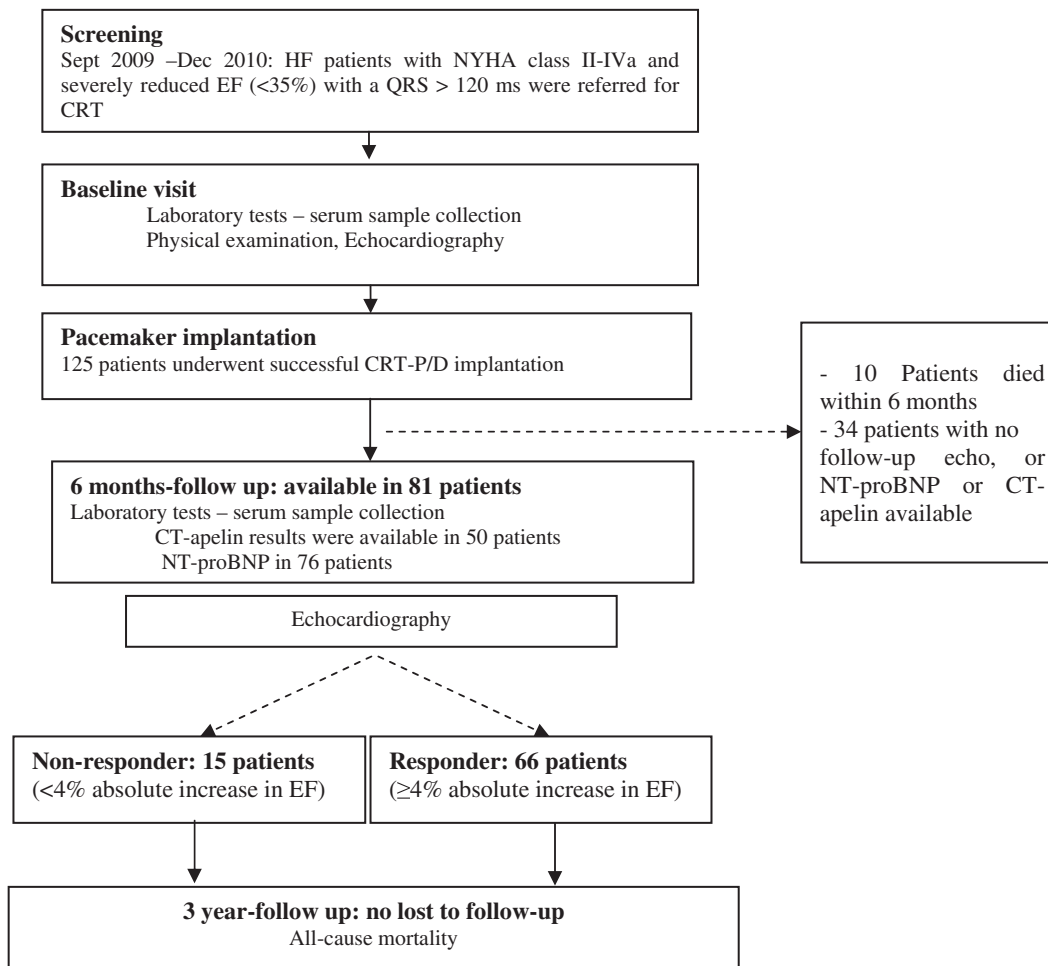 Screening
Sept 2009 –Dec 2010: HF patients with NYHA class II-IVa and
severely reduced EF (<35%) with a QRS > 120 ms were referred for
CRT
Baseline visit
Laboratory tests – serum sample collection
Physical examination, Echocardiography
Pacemaker implantation
125 patients underwent successful CRT-P/D implantation
- 10 Patients died
within 6 months
- 34 patients with no
follow-up echo, or
NT-proBNP or CT-
apelin available
6 months-follow up: available in 81 patients
Laboratory tests – serum sample collection
CT-apelin results were available in 50 patients
NT-proBNP in 76 patients
Echocardiography
Non-responder: 15 patients
(<4% absolute increase in EF)
Responder: 66 patients
(≥4% absolute increase in EF)
3 year-follow up: no lost to follow-up
All-cause mortality